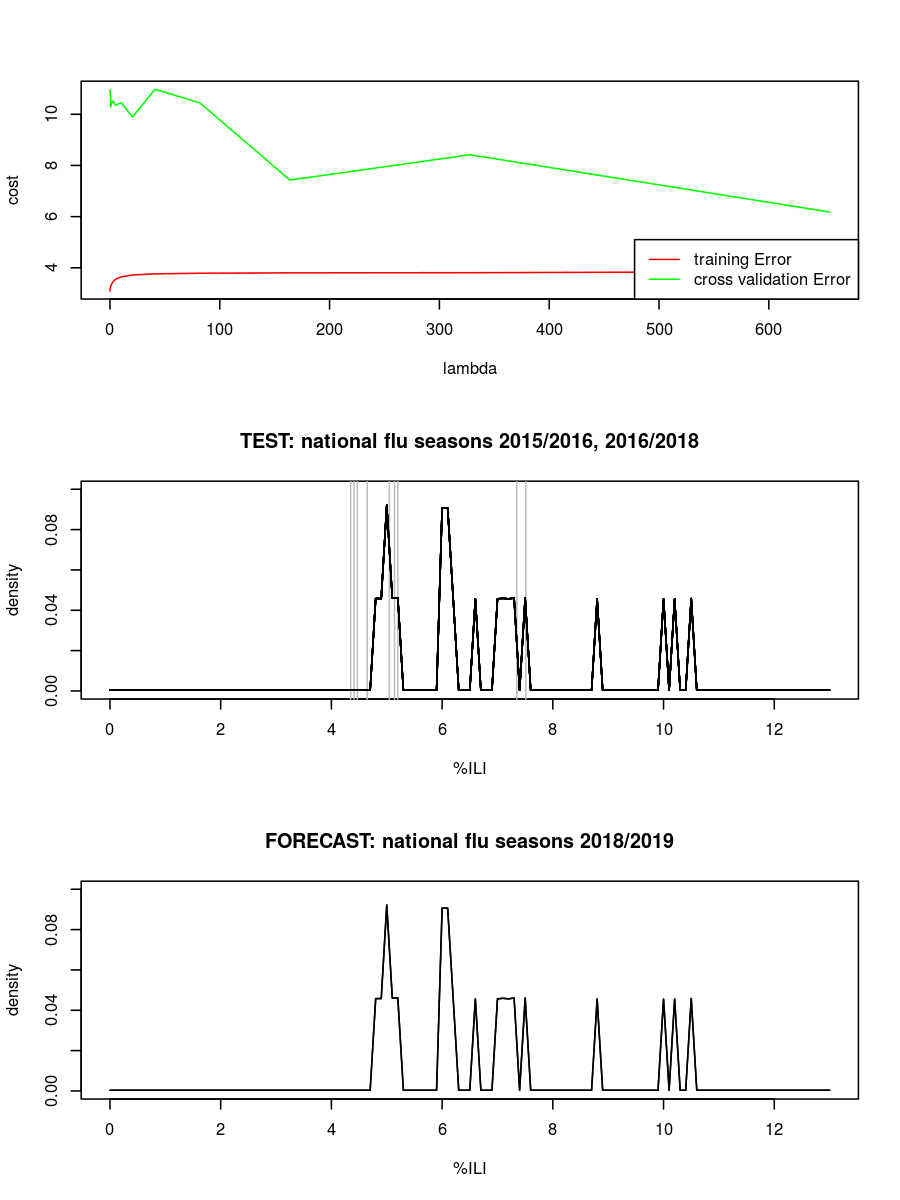 cost
4
6
8
10
training Error
cross validation Error
0 100 200 300 400 500 600
lambda
TEST: national flu seasons 2015/2016, 2016/2018
density
0.00
0.04
0.08
0 2 4 6 8 10 12
%ILI
FORECAST: national flu seasons 2018/2019
density
0.00
0.04
0.08
0 2 4 6 8 10 12
%ILI